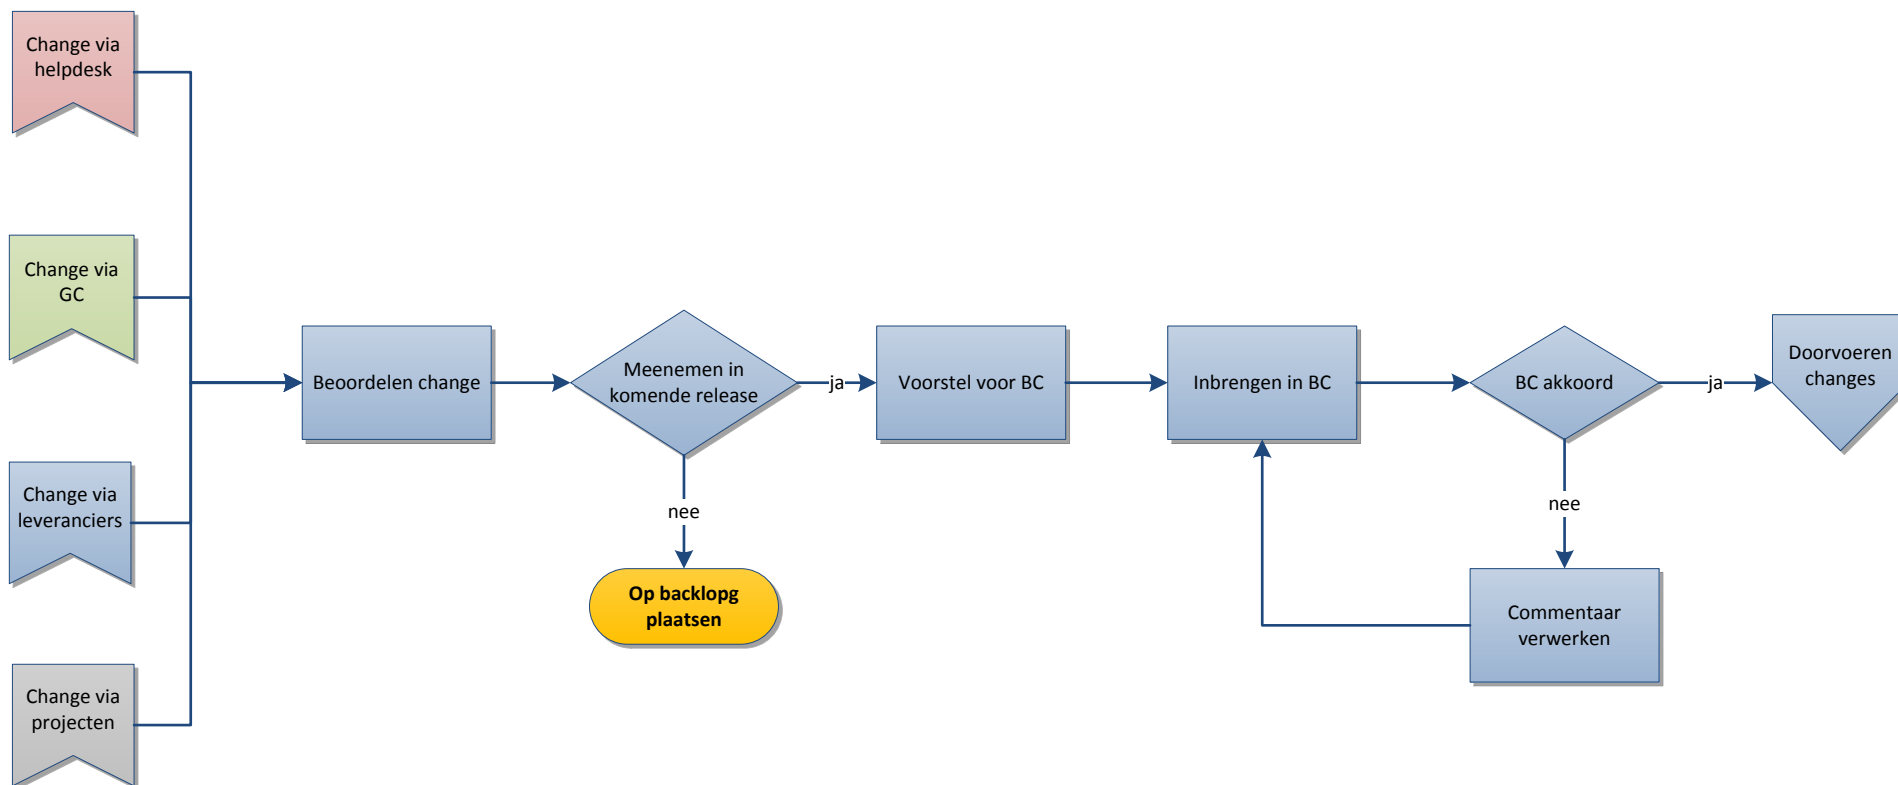 Change via
helpdesk
Change via
GC
Change via
leveranciers
Change via
projecten
Beoordelen change
Meenemen in
komende release
ja
nee
Op backlopg
plaatsen
Voorstel voor BC
Inbrengen in BC
BC akkoord
ja
nee
Commentaar
verwerken
Doorvoeren
changes